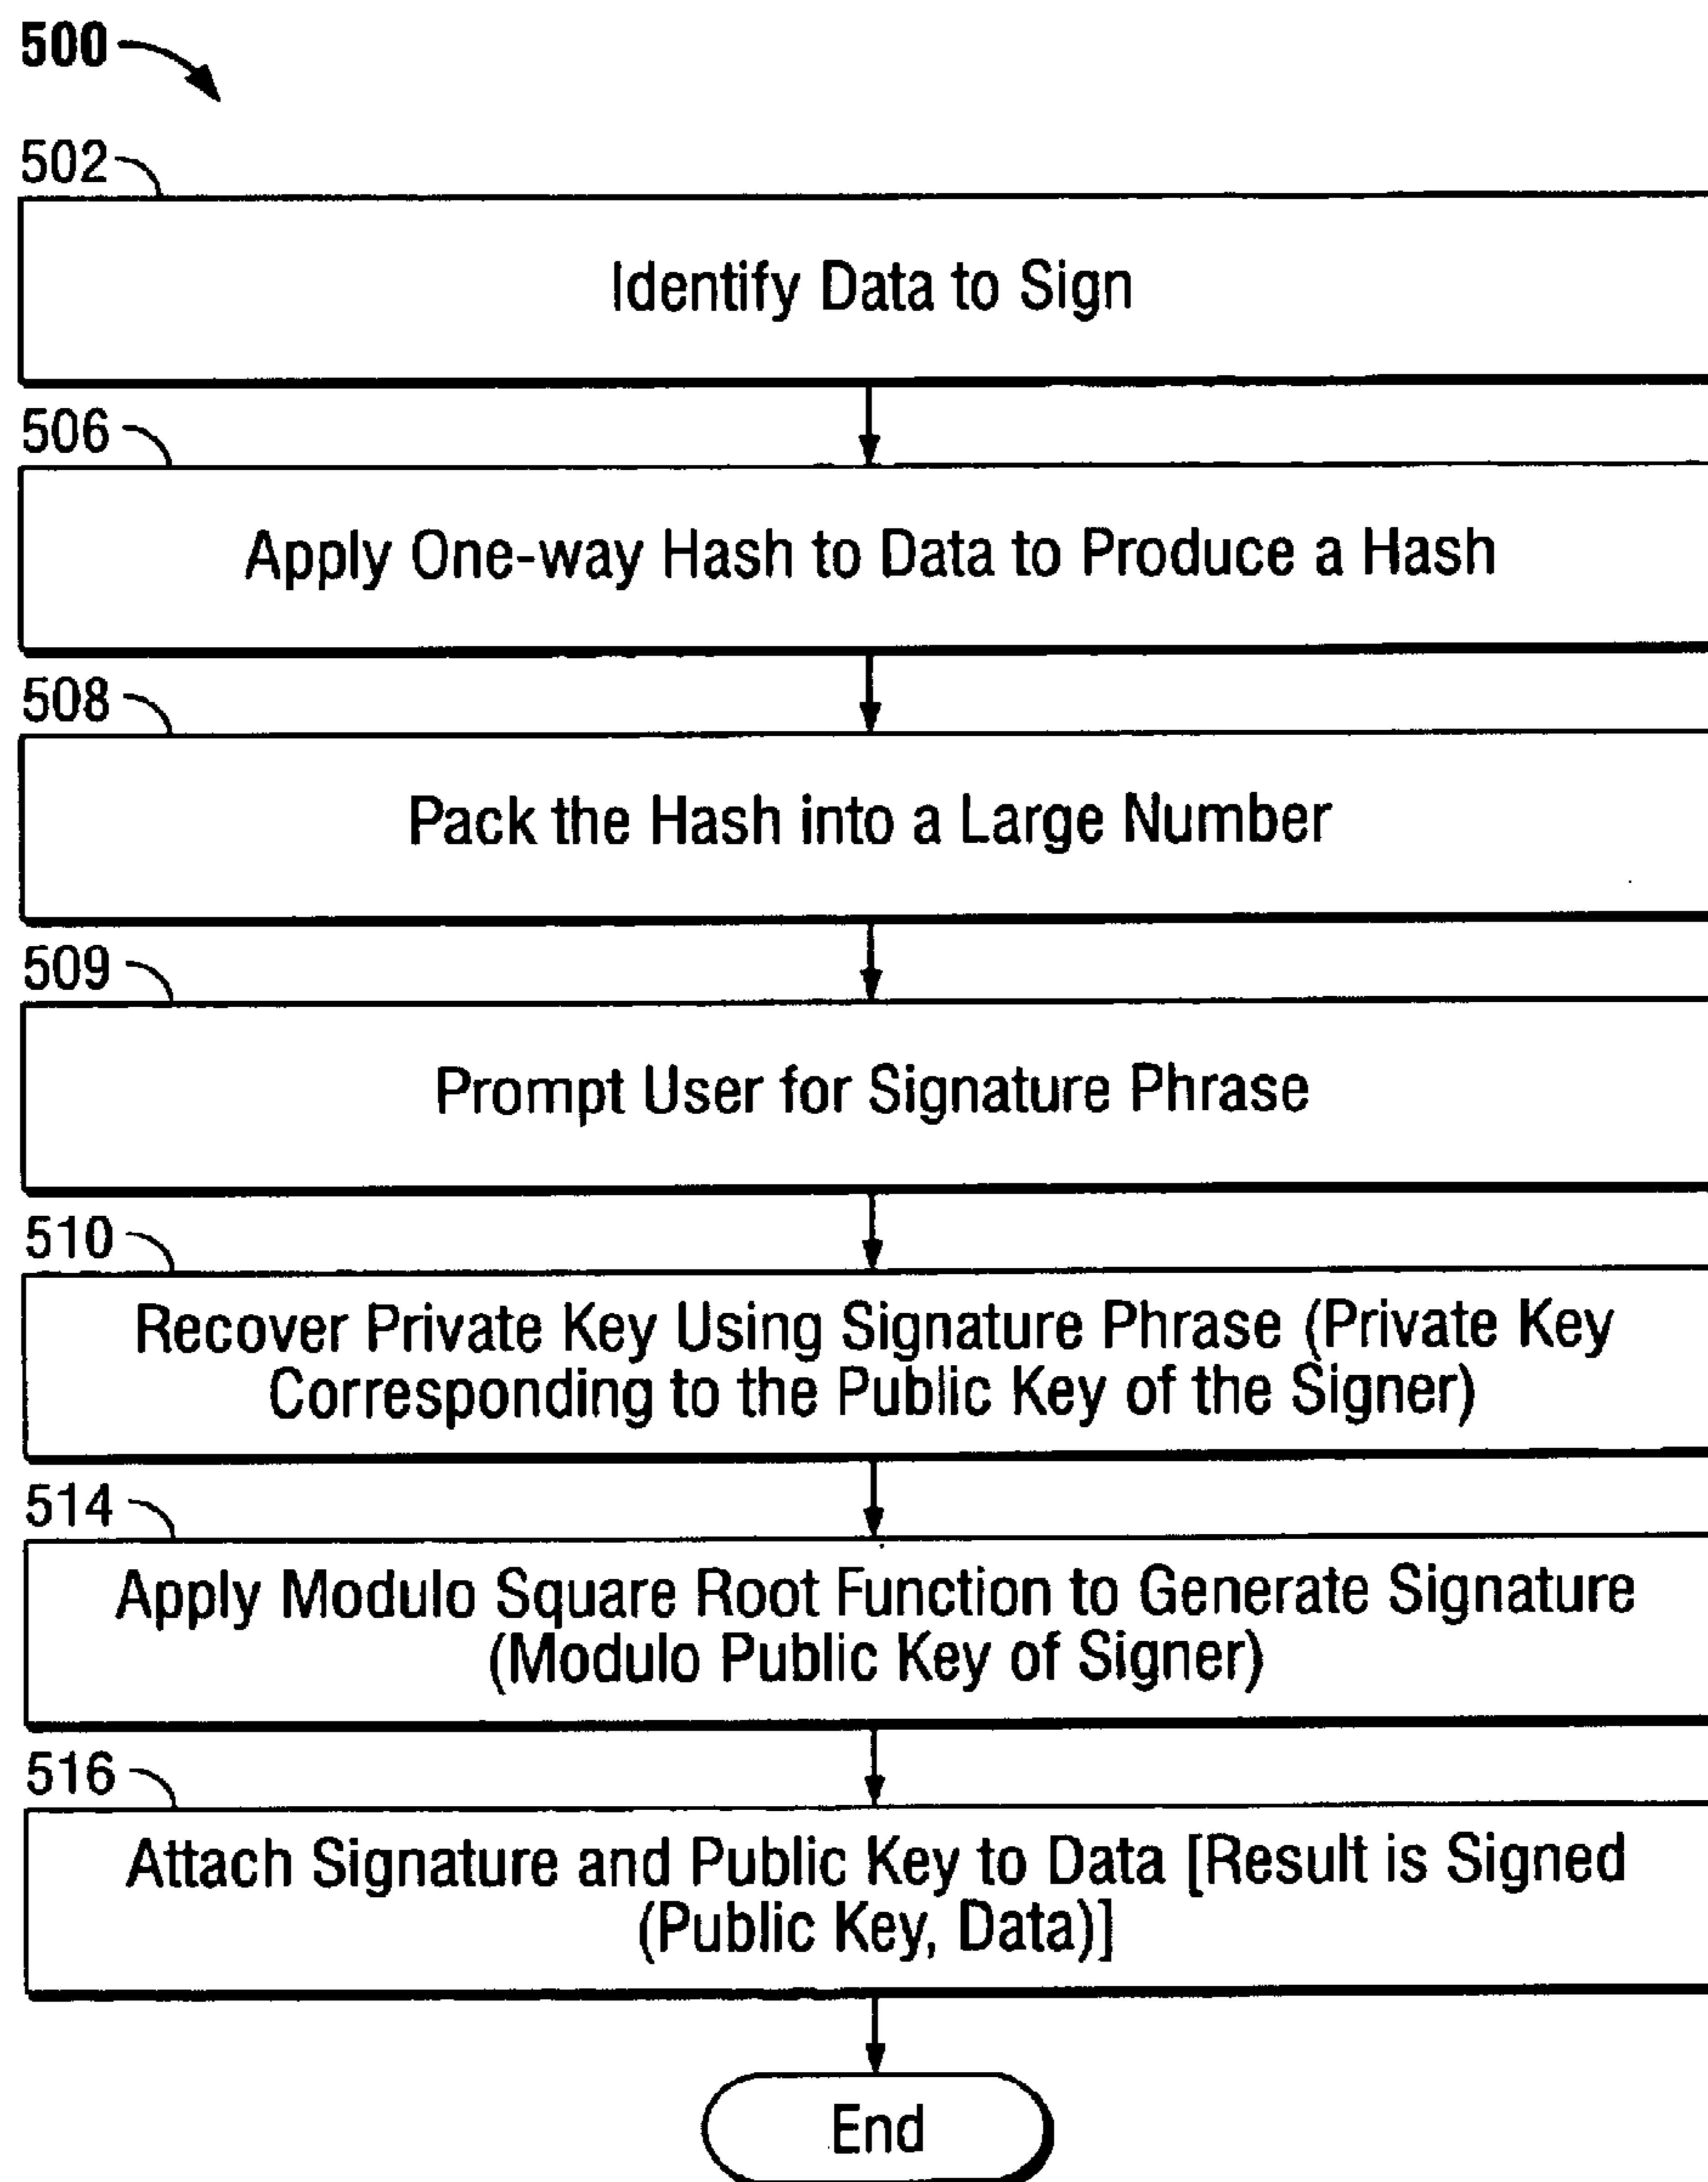 500
502
Identify Data to Sign
506
Apply One-way Hash to Data to Produce a Hash
508
Pack the Hash into a Large Number
509
Prompt User for Signature Phrase
510
Recover Private Key Using Signature Phrase (Private Key
Corresponding to the Public Key of the Signer)
514
Apply Modulo Square Root Function to Generate Signature
(Modulo Public Key of Signer)
516
Attach Signature and Public Key to Data [Result is Signed
(Public Key, Data)]
End